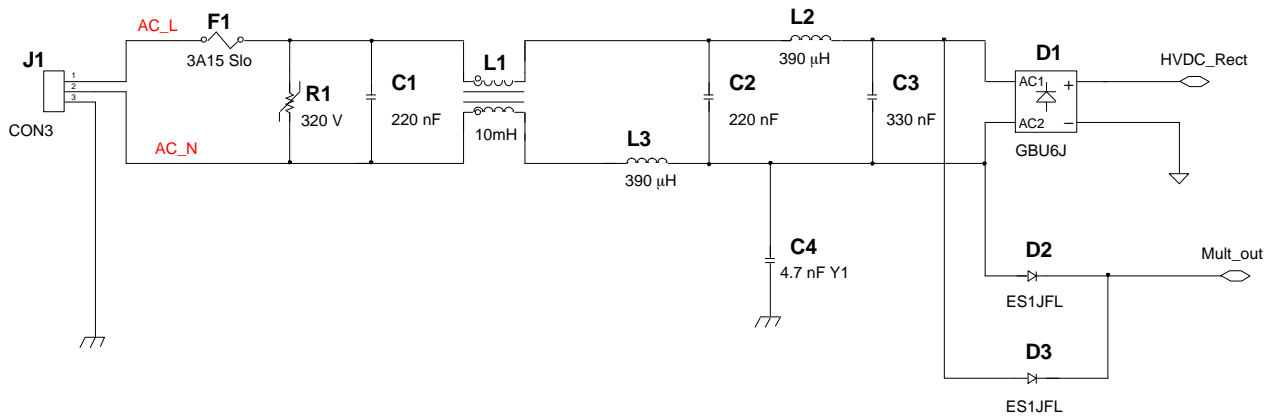 F1
AC_L
3A15 Slo
J1
1
2
3
CON3
AC_N
R1
320 V
C1
220 nF
L1
10mH
L2
390 μH
L3
390 μH
C2
220 nF
C3
330 nF
C4
4.7 nF Y1
D1
AC1
+
AC2
−
GBU6J
HVDC_Rect
D2
ES1JFL
Mult_out
D3
ES1JFL